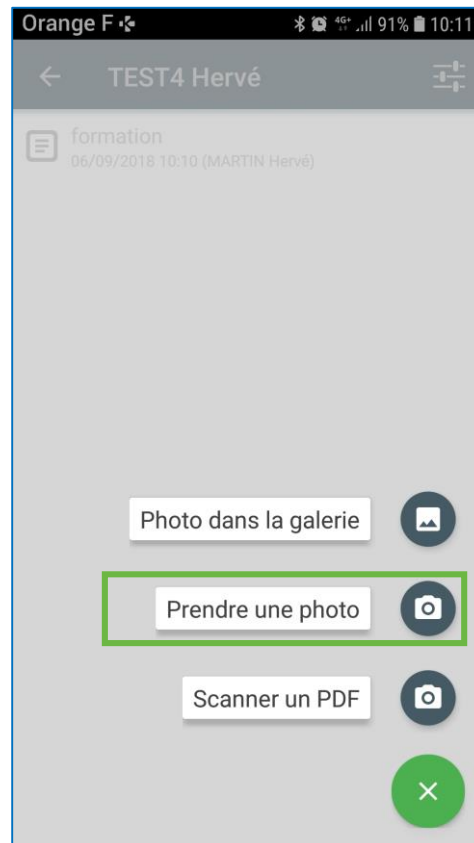 Orange F 4G+ 91% 10:11
TEST4 Hervé
formation
06/09/2018 10:10 (MARTIN Hervé)
Photo dans la galerie
Prendre une photo
Scanner un PDF